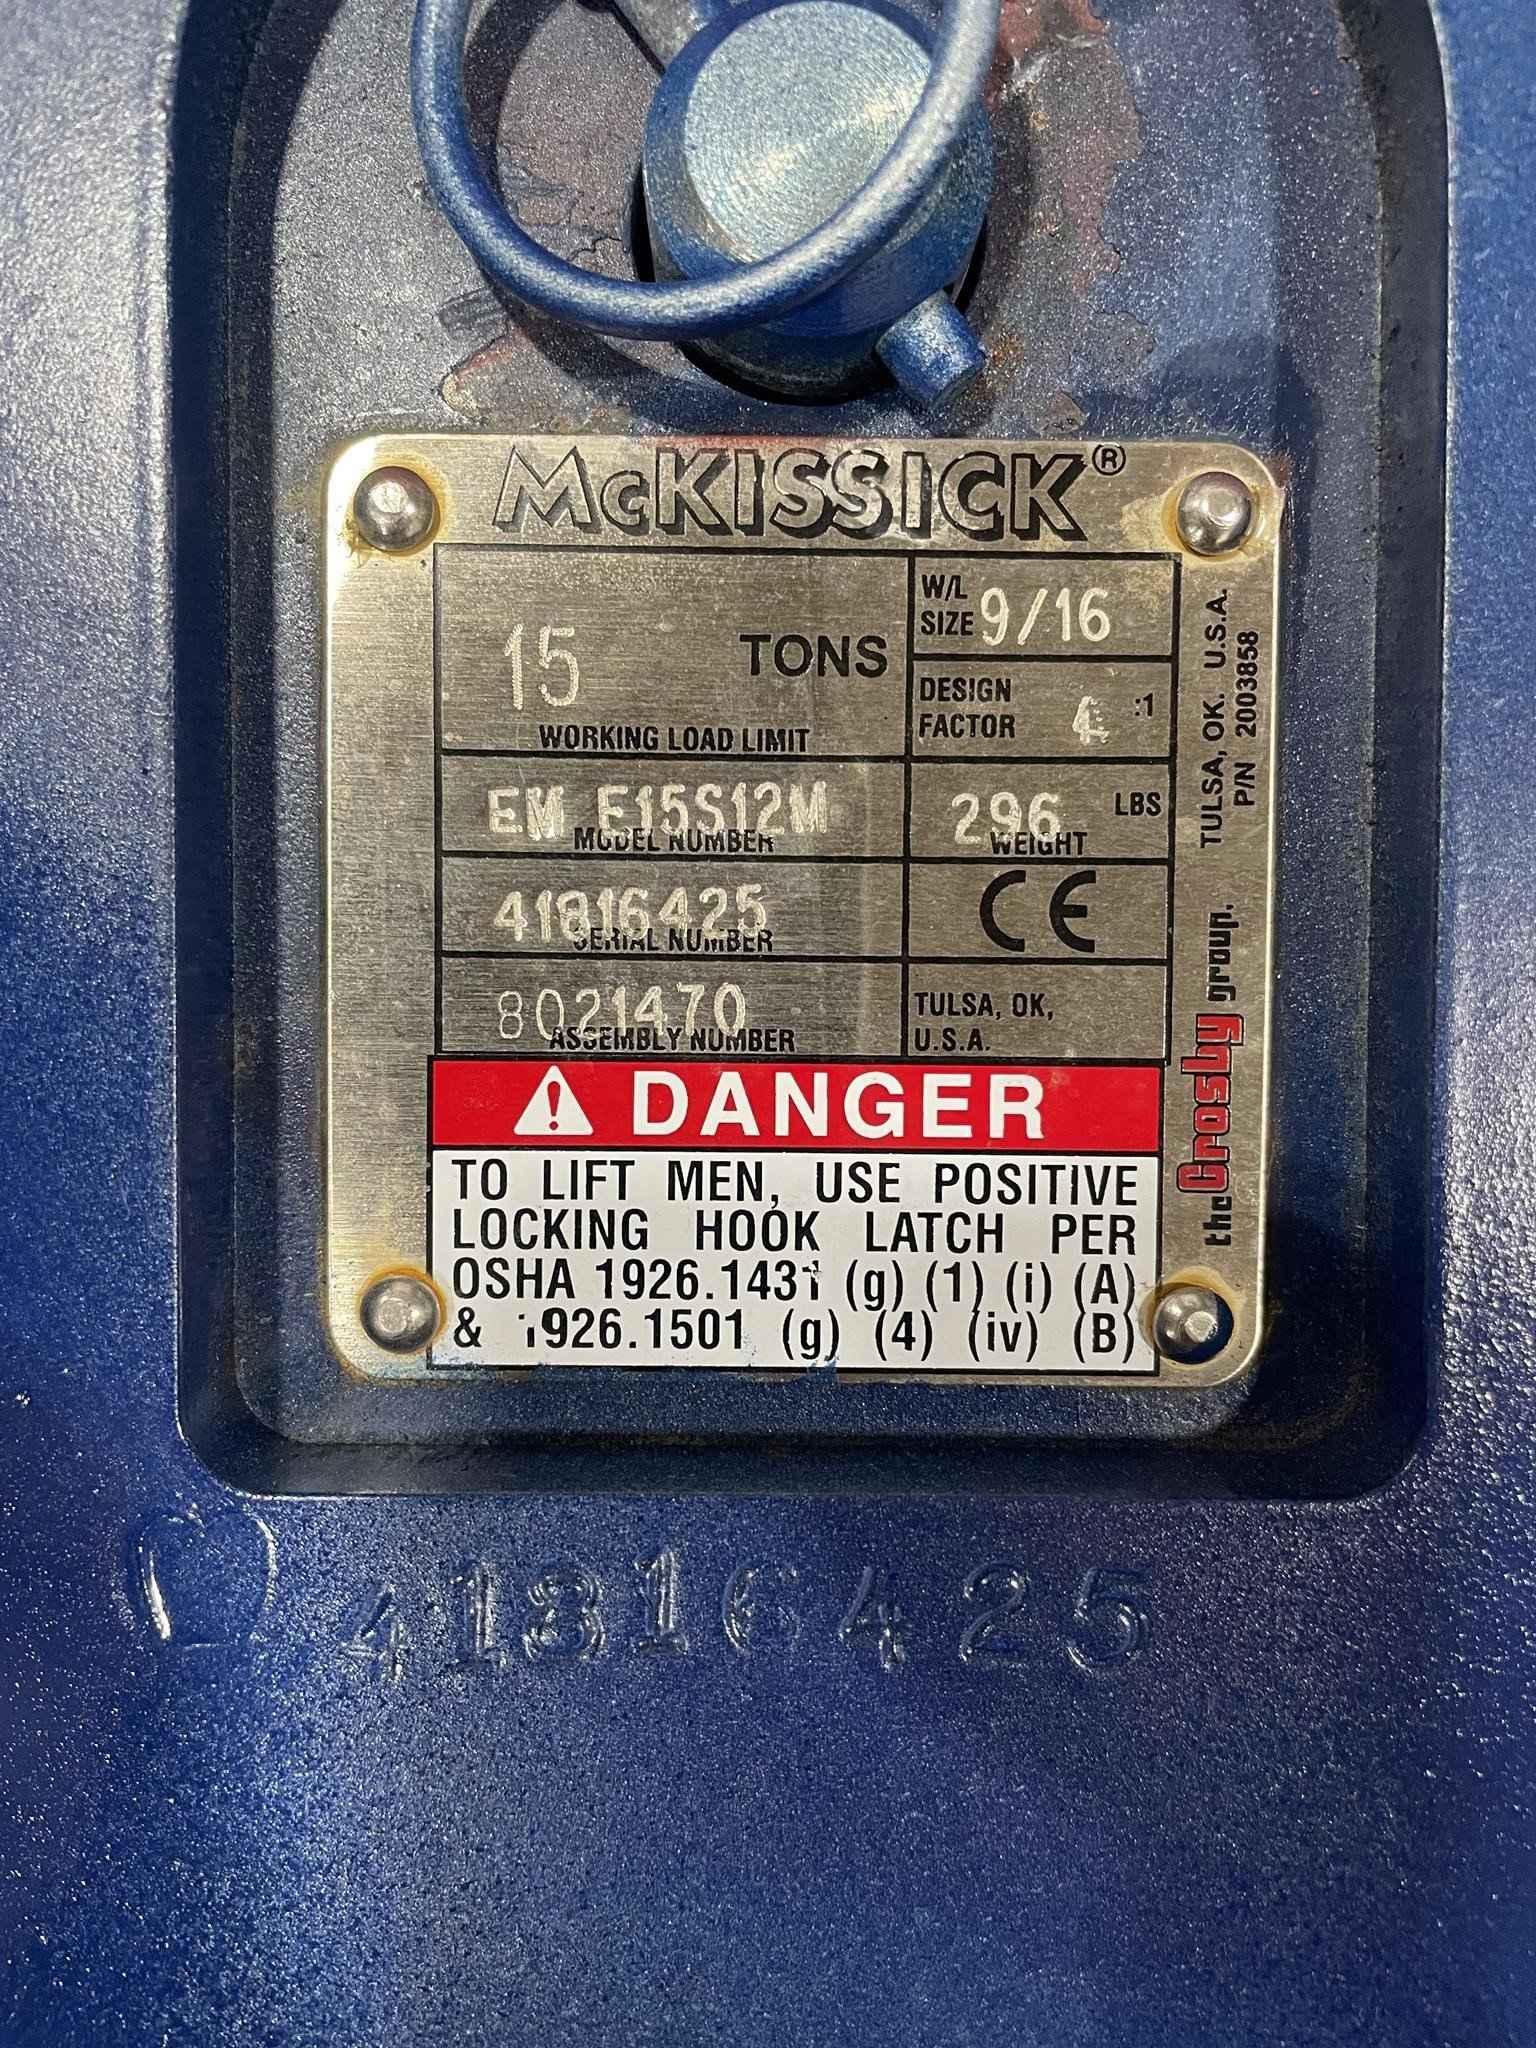 McKISSICK®
15 TONS
WORKING LOAD LIMIT
W/L
SIZE 9/16
DESIGN
FACTOR 4 :1
EM E15S12M
MODEL NUMBER
296 LBS
WEIGHT
41816425
SERIAL NUMBER
CE
8021470
ASSEMBLY NUMBER
TULSA, OK,
U.S.A.
DANGER
TO LIFT MEN, USE POSITIVE
LOCKING HOOK LATCH PER
OSHA 1926.1431 (g) (1) (i) (A)
& 1926.1501 (g) (4) (iv) (B)
the Crosby group. TULSA, OK. U.S.A.
P/N 2003858
41816425